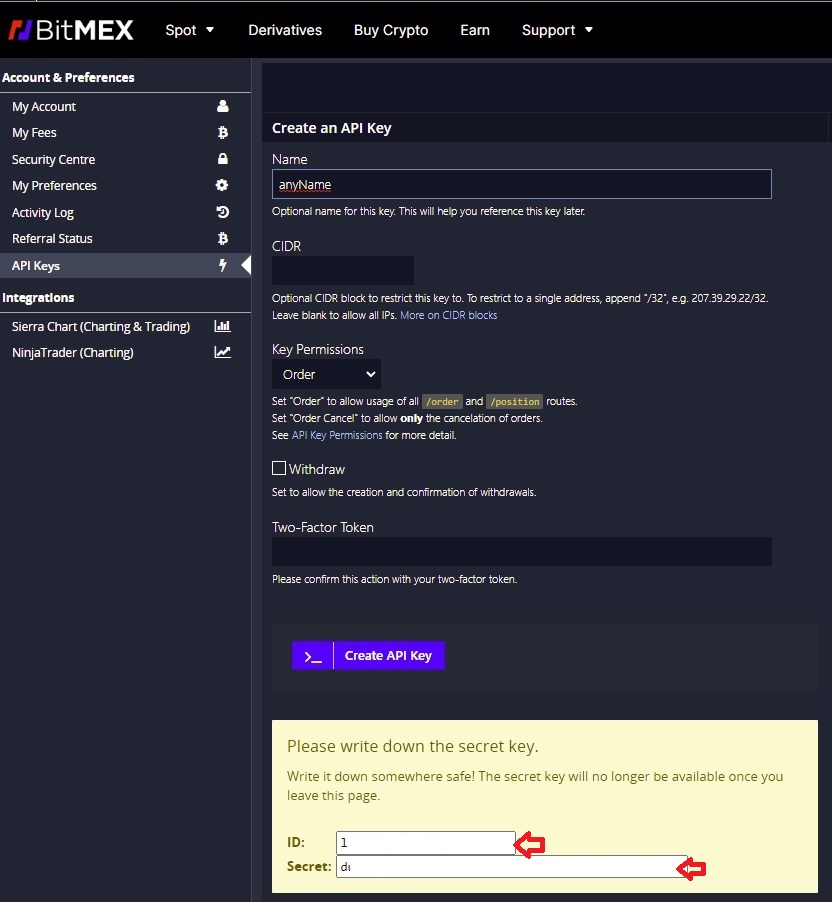 BitMEX
Spot
Derivatives
Buy Crypto
Earn
Support
Account & Preferences
My Account
My Fees
Security Centre
My Preferences
Activity Log
Referral Status
API Keys
Integrations
Sierra Chart (Charting & Trading)
NinjaTrader (Charting)
Create an API Key
Name
anyName
Optional name for this key. This will help you reference this key later.
CIDR
Optional CIDR block to restrict this key to. To restrict to a single address, append "/32", e.g. 207.39.29.22/32.
Leave blank to allow all IPs. More on CIDR blocks
Key Permissions
Order
Set "Order" to allow usage of all /order and /position routes.
Set "Order Cancel" to allow only the cancelation of orders.
See API Key Permissions for more detail.
Withdraw
Set to allow the creation and confirmation of withdrawals.
Two-Factor Token
Please confirm this action with your two-factor token.
>_ Create API Key
Please write down the secret key.
Write it down somewhere safe! The secret key will no longer be available once you
leave this page.
ID: 1
Secret: